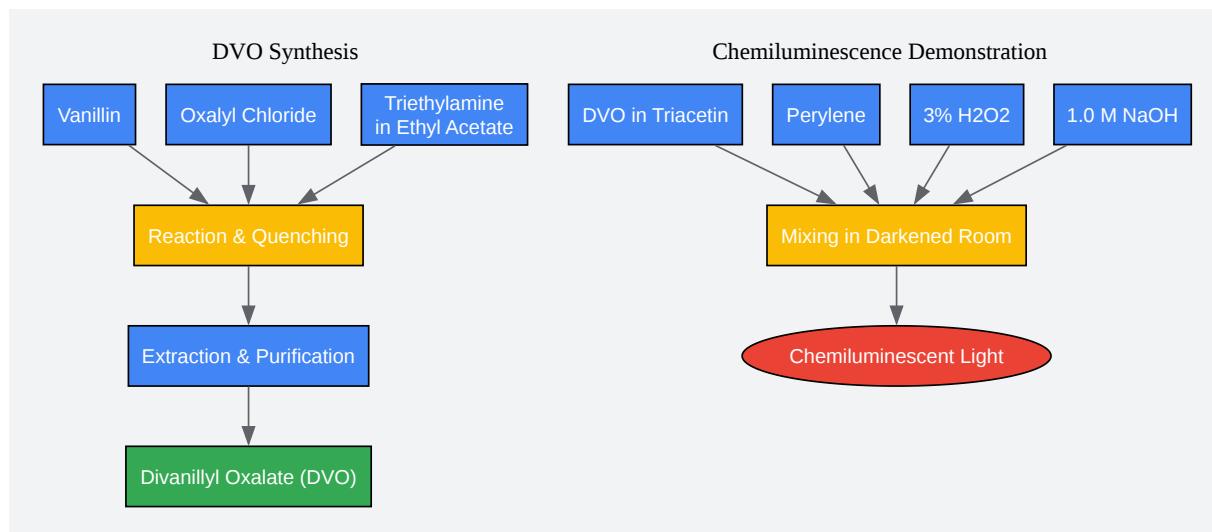 DVO Synthesis
Vanillin
Oxalyl Chloride
Triethylamine
in Ethyl Acetate
Reaction & Quenching
Extraction & Purification
Divanillyl Oxalate (DVO)
Chemiluminescence Demonstration
DVO in Triacetin
Perylene
3% H2O2
1.0 M NaOH
Mixing in Darkened Room
Chemiluminescent Light